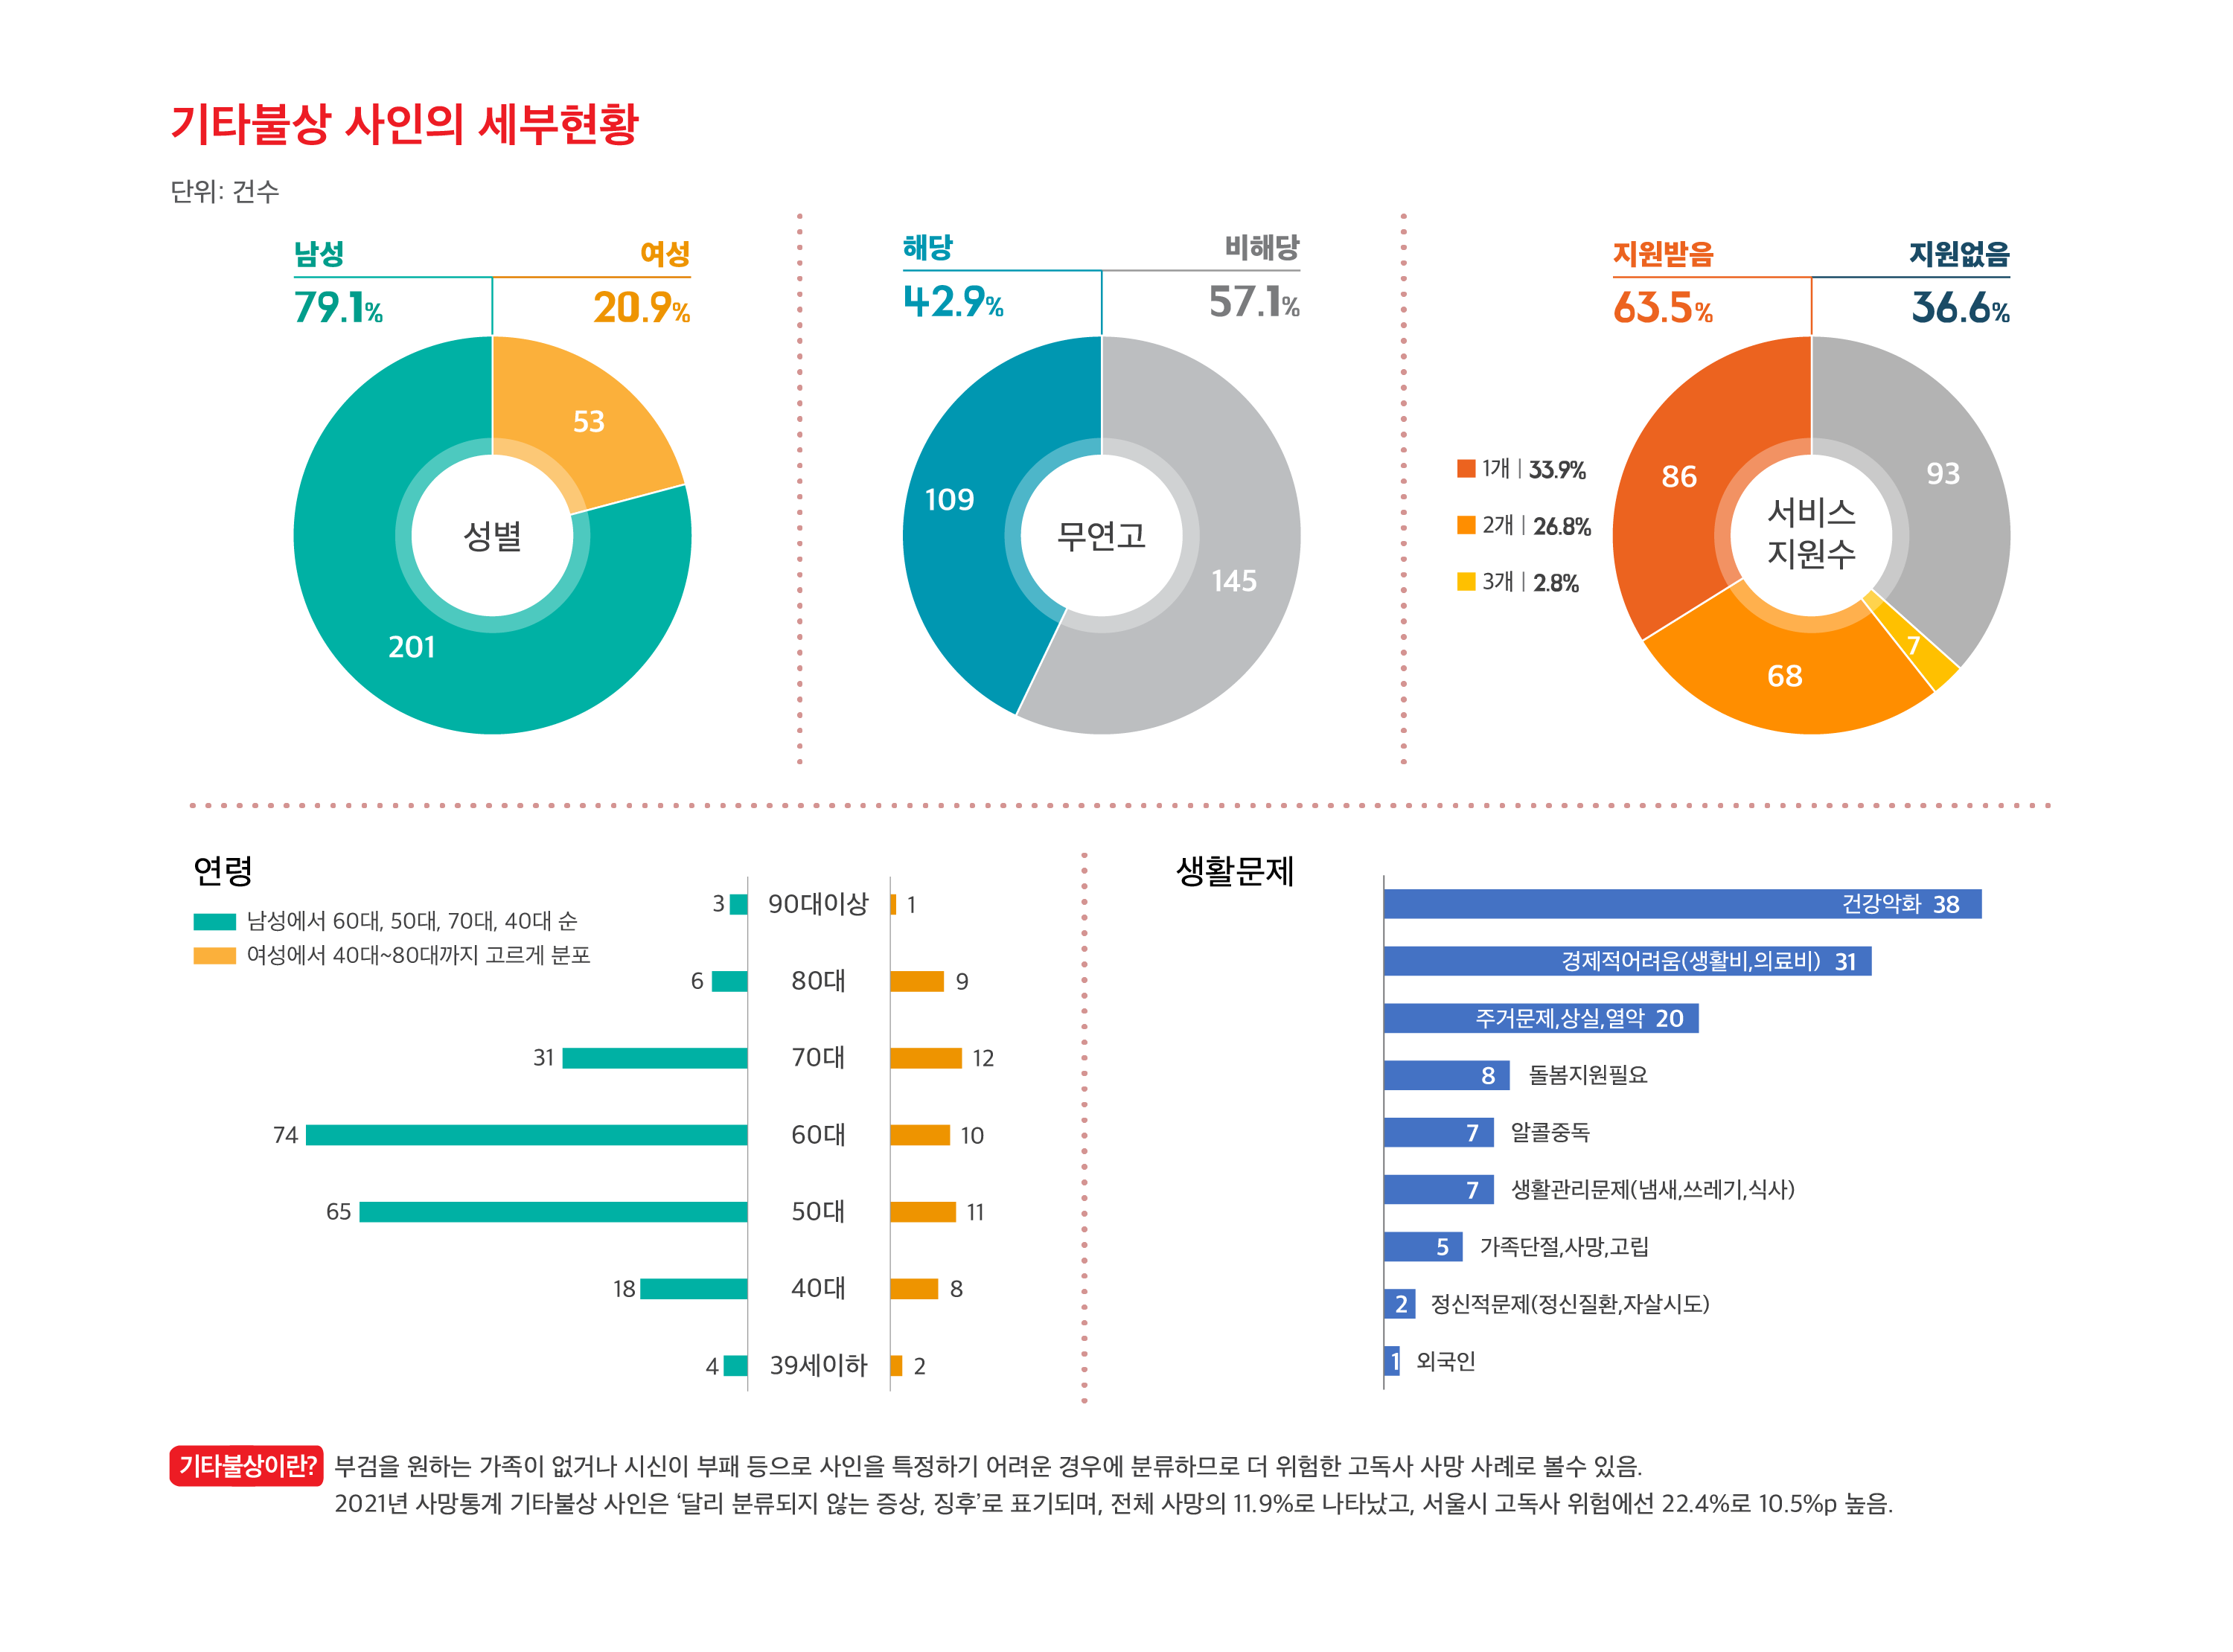 기타불상 사인의 세부현황
단위: 건수
남성 여성
79.1% 20.9%
53
성별
201
해당 비해당
42.9% 57.1%
109
무연고
145
지원받음 지원없음
63.5% 36.6%
1개 | 33.9%
2개 | 26.8%
3개 | 2.8%
86
93
서비스
지원수
7
68
연령
남성에서 60대, 50대, 70대, 40대 순
여성에서 40대~80대까지 고르게 분포
3 90대이상 1
6 80대 9
31 70대 12
74 60대 10
65 50대 11
18 40대 8
4 39세이하 2
생활문제
건강악화 38
경제적어려움(생활비,의료비) 31
주거문제,상실,열악 20
8 돌봄지원필요
7 알콜중독
7 생활관리문제(냄새,쓰레기,식사)
5 가족단절,사망,고립
2 정신적문제(정신질환,자살시도)
1 외국인
기타불상이란? 부검을 원하는 가족이 없거나 시신이 부패 등으로 사인을 특정하기 어려운 경우에 분류하므로 더 위험한 고독사 사망 사례로 볼수 있음.
2021년 사망통계 기타불상 사인은 ‘달리 분류되지 않는 증상, 징후’로 표기되며, 전체 사망의 11.9%로 나타났고, 서울시 고독사 위험에선 22.4%로 10.5%p 높음.